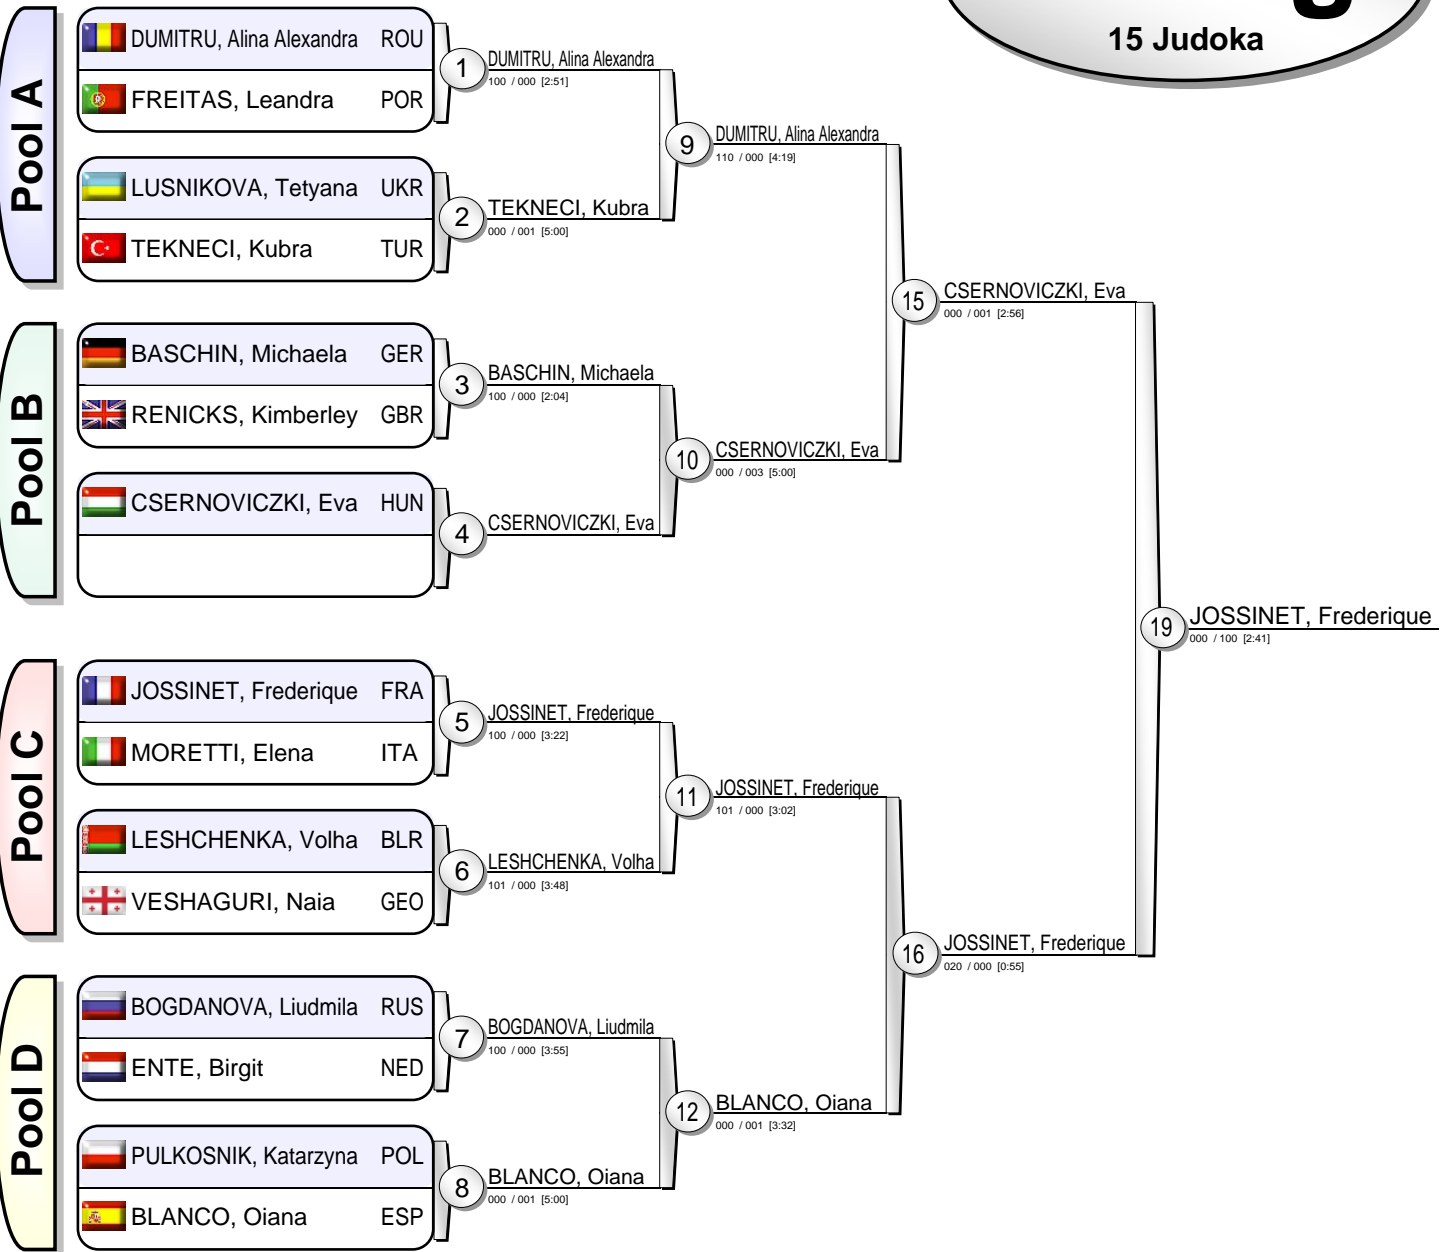 15 Judoka
Pool A
DUMITRU, Alina Alexandra ROU
FREITAS, Leandra POR
1
DUMITRU, Alina Alexandra
100 / 000 [2:51]
LUSNIKOVA, Tetyana UKR
TEKNECI, Kubra TUR
2
TEKNECI, Kubra
000 / 001 [5:00]
9
DUMITRU, Alina Alexandra
110 / 000 [4:19]
Pool B
BASCHIN, Michaela GER
RENICKS, Kimberley GBR
3
BASCHIN, Michaela
100 / 000 [2:04]
CSERNOVICZKI, Eva HUN
4
CSERNOVICZKI, Eva
10
CSERNOVICZKI, Eva
000 / 003 [5:00]
15
CSERNOVICZKI, Eva
000 / 001 [2:56]
Pool C
JOSSINET, Frederique FRA
MORETTI, Elena ITA
5
JOSSINET, Frederique
100 / 000 [3:22]
LESHCHENKA, Volha BLR
VESHAGURI, Naia GEO
6
LESHCHENKA, Volha
101 / 000 [3:48]
11
JOSSINET, Frederique
101 / 000 [3:02]
Pool D
BOGDANOVA, Liudmila RUS
ENTE, Birgit NED
7
BOGDANOVA, Liudmila
100 / 000 [3:55]
PULKOSNIK, Katarzyna POL
BLANCO, Oiana ESP
8
BLANCO, Oiana
000 / 001 [5:00]
12
BLANCO, Oiana
000 / 001 [3:32]
16
JOSSINET, Frederique
020 / 000 [0:55]
19
JOSSINET, Frederique
000 / 100 [2:41]